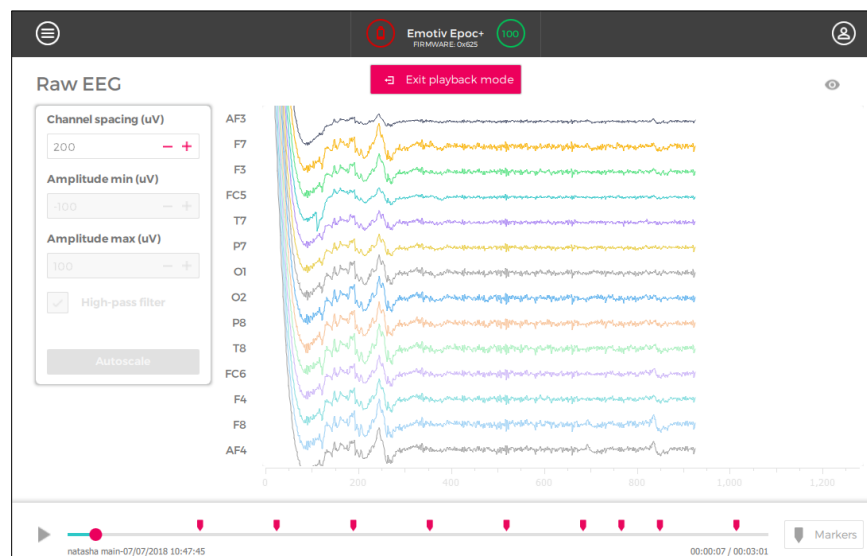 Emotiv Epoc+
FIRMWARE: 0x625
100
Raw EEG
Exit playback mode
Channel spacing (uV)
200
Amplitude min (uV)
-100
Amplitude max (uV)
100
High-pass filter
Autoscale
AF3
F7
F3
FC5
T7
P7
O1
O2
P8
T8
FC6
F4
F8
AF4
0 200 400 600 800 1,000 1,200
Markers
natasha main-07/07/2018 10:47:45
00:00:07 / 00:03:01